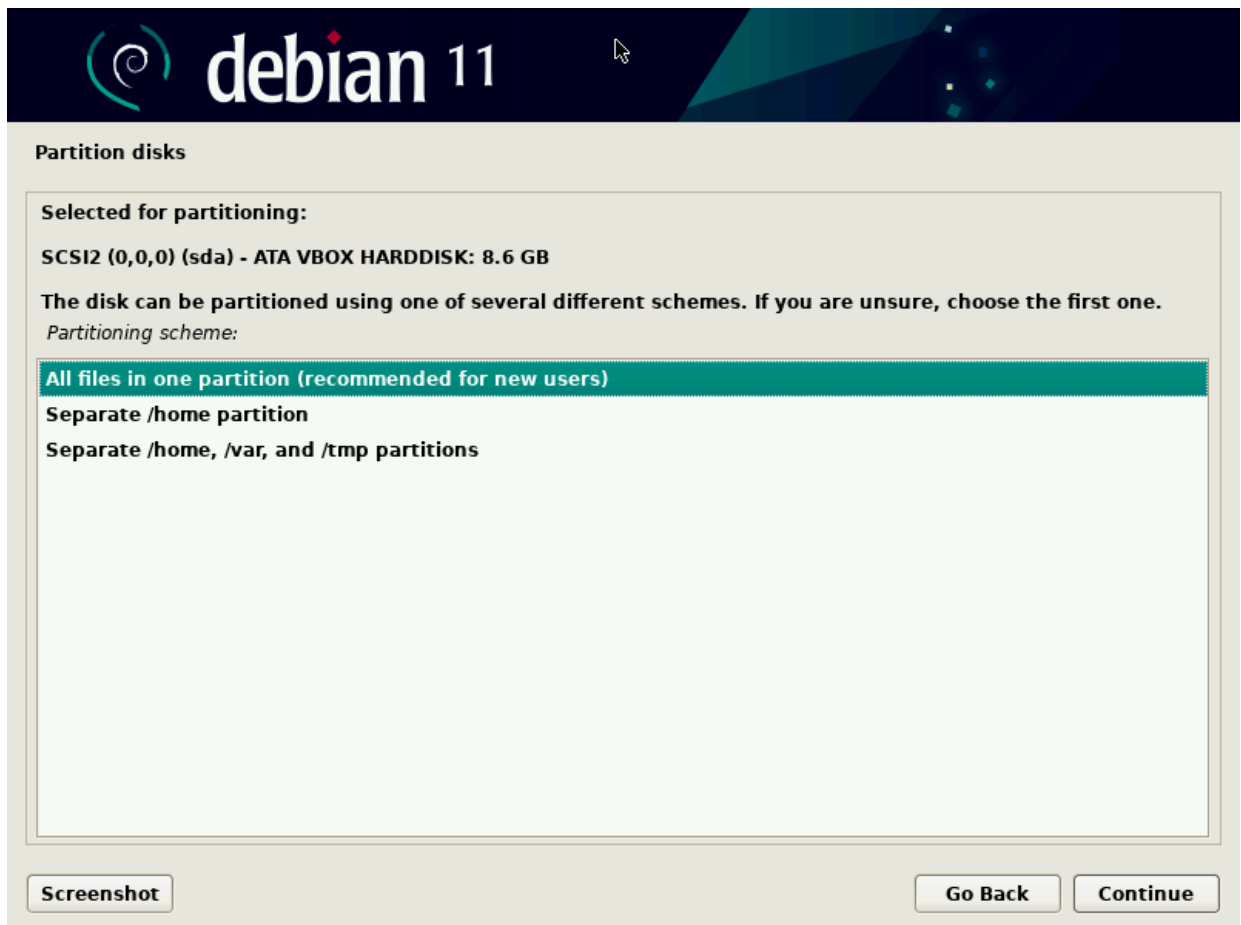 debian 11
Partition disks
Selected for partitioning:
SCSI2 (0,0,0) (sda) - ATA VBOX HARDDISK: 8.6 GB
The disk can be partitioned using one of several different schemes. If you are unsure, choose the first one.
Partitioning scheme:
All files in one partition (recommended for new users)
Separate /home partition
Separate /home, /var, and /tmp partitions
Screenshot
Go Back
Continue